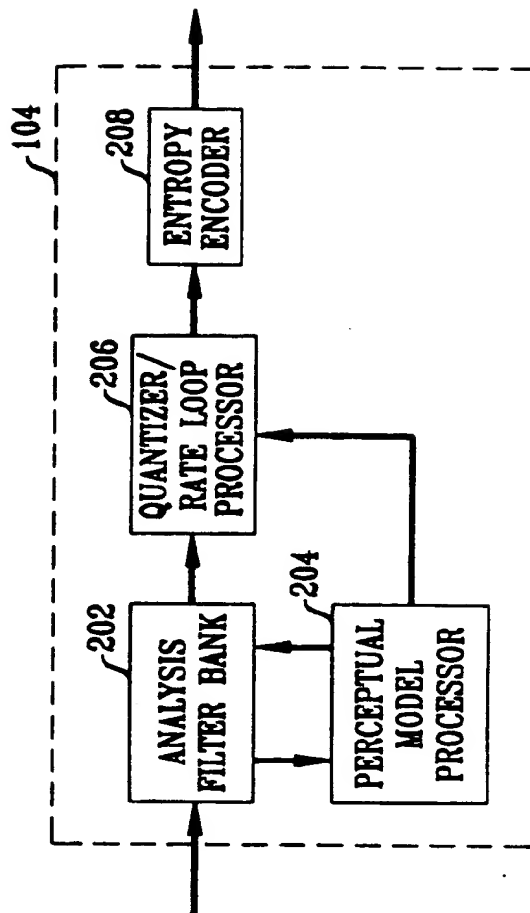 104
202
ANALYSIS
FILTER BANK
204
PERCEPTUAL
MODEL
PROCESSOR
206
QUANTIZER/
RATE LOOP
PROCESSOR
208
ENTROPY
ENCODER